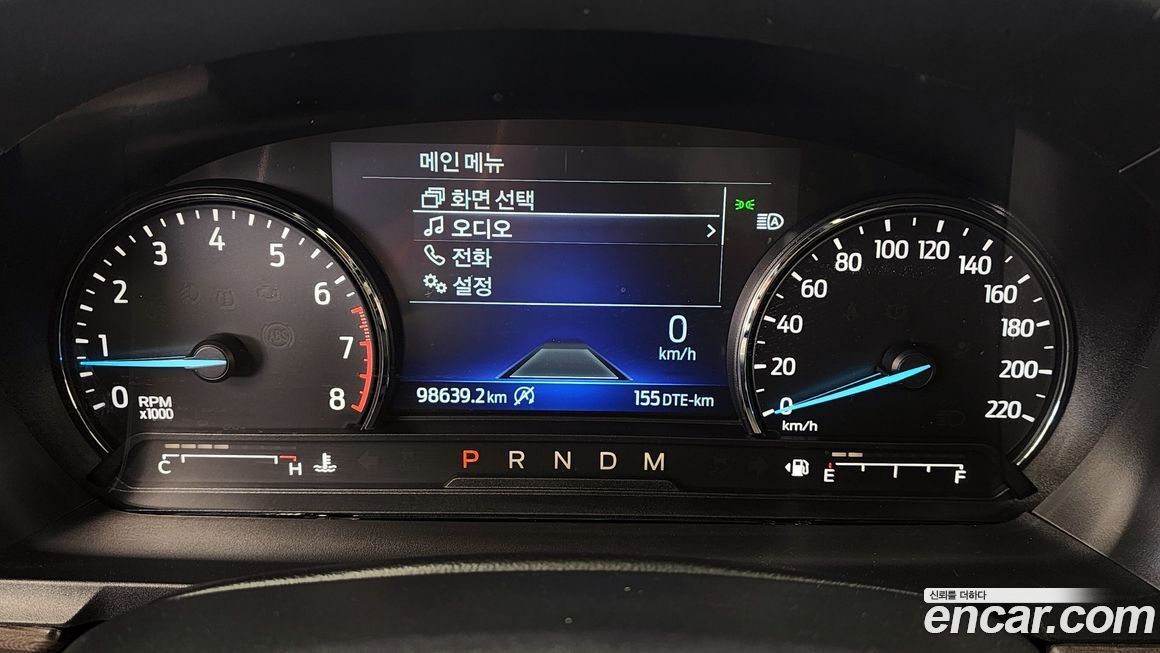 메인 메뉴
화면 선택
오디오
전화
설정
0
km/h
98639.2 km
155 DTE-km
0 1 2 3 4 5 6 7 8
RPM
x1000
ABS
0 20 40 60 80 100 120 140 160 180 200 220
km/h
A
C H
P R N D M
E F
신뢰를 더하다
encar.com